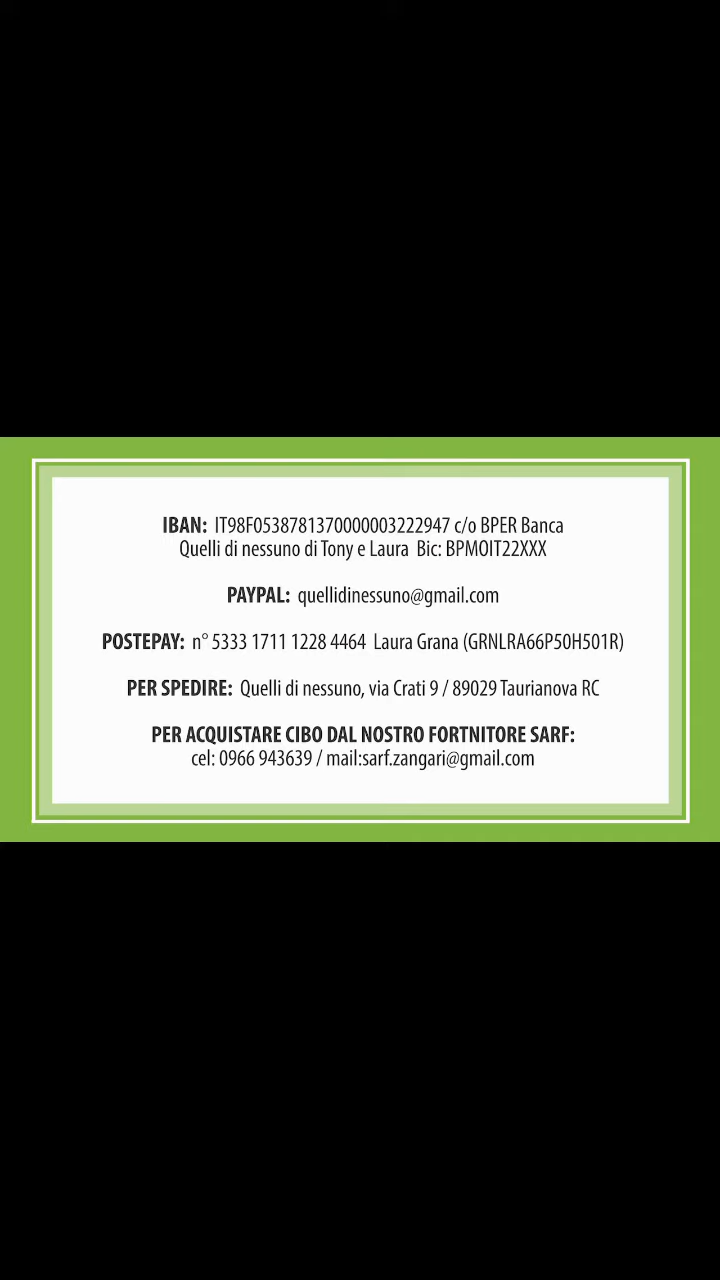 IBAN: IT98F0538781370000003222947 c/o BPER Banca
Quelli di nessuno di Tony e Laura Bic: BPMOIT22XXX
PAYPAL: quellidinessuno@gmail.com
POSTEPAY: n° 5333 1711 1228 4464 Laura Grana (GRNLRA66P50H501R)
PER SPEDIRE: Quelli di nessuno, via Crati 9 / 89029 Taurianova RC
PER ACQUISTARE CIBO DAL NOSTRO FORTNITORE SARF:
cel: 0966 943639 / mail:sarf.zangari@gmail.com